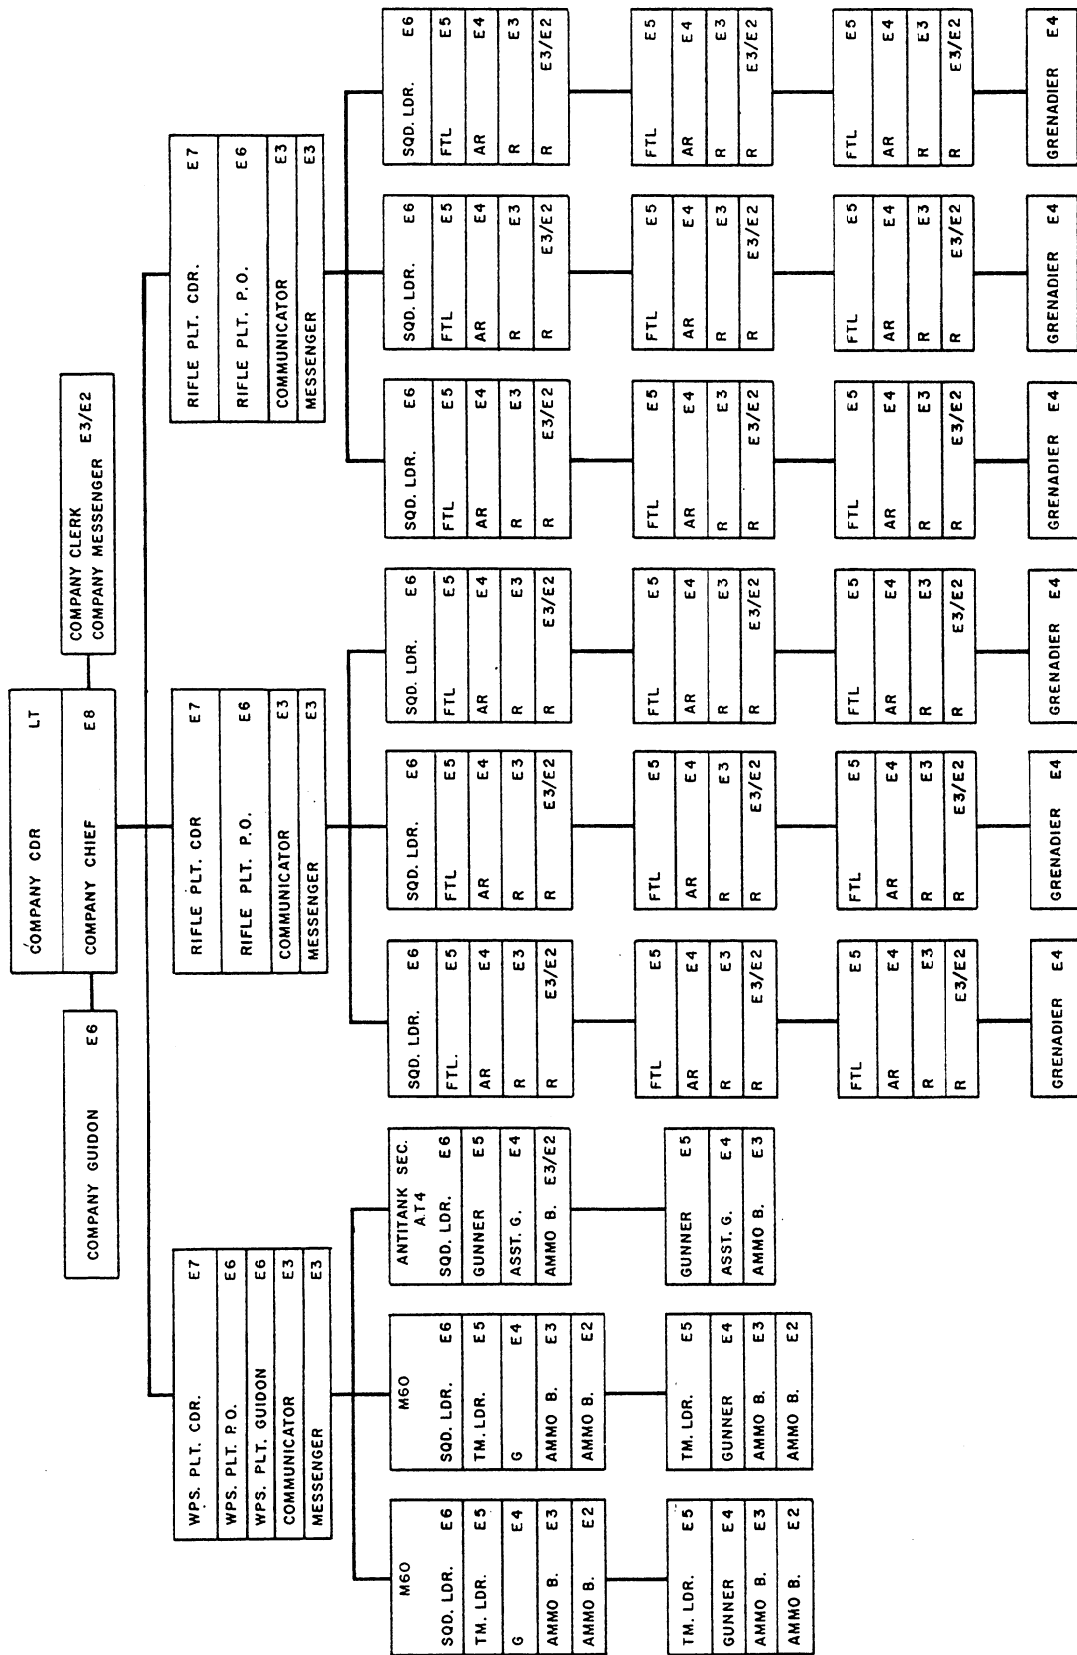 COMPANY CDR LT
COMPANY CHIEF E8
COMPANY GUIDON E6
COMPANY CLERK
COMPANY MESSENGER E3/E2
WPS. PLT. CDR. E7
WPS. PLT. P.O. E6
WPS. PLT. GUIDON E6
COMMUNICATOR E3
MESSENGER E3
RIFLE PLT. CDR E7
RIFLE PLT. P.O. E6
COMMUNICATOR E3
MESSENGER E3
RIFLE PLT. CDR. E7
RIFLE PLT. P.O. E6
COMMUNICATOR E3
MESSENGER E3
M60
SQD. LDR. E6
TM. LDR. E5
G E4
AMMO B. E3
AMMO B. E2
TM. LDR. E5
GUNNER E4
AMMO B. E3
AMMO B. E2
M60
SQD. LDR. E6
TM. LDR. E5
G E4
AMMO B. E3
AMMO B. E2
TM. LDR. E5
GUNNER E4
AMMO B. E3
AMMO B. E2
ANTITANK SEC.
AT4
SQD. LDR. E6
GUNNER E5
ASST. G. E4
AMMO B. E3/E2
GUNNER E5
ASST. G. E4
AMMO B. E3
SQD. LDR. E6
FTL. E5
AR E4
R E3
R E3/E2
FTL E5
AR E4
R E3
R E3/E2
FTL E5
AR E4
R E3
R E3/E2
GRENADIER E4
SQD. LDR. E6
FTL E5
AR E4
R E3
R E3/E2
FTL E5
AR E4
R E3
R E3/E2
FTL E5
AR E4
R E3
R E3/E2
GRENADIER E4
SQD. LDR. E6
FTL E5
AR E4
R E3
R E3/E2
FTL E5
AR E4
R E3
R E3/E2
FTL E5
AR E4
R E3
R E3/E2
GRENADIER E4
SQD. LDR. E6
FTL E5
AR E4
R E3
R E3/E2
FTL E5
AR E4
R E3
R E3/E2
FTL E5
AR E4
R E3
R E3/E2
GRENADIER E4
SQD. LDR. E6
FTL E5
AR E4
R E3
R E3/E2
FTL E5
AR E4
R E3
R E3/E2
FTL E5
AR E4
R E3
R E3/E2
GRENADIER E4
SQD. LDR. E6
FTL E5
AR E4
R E3
R E3/E2
FTL E5
AR E4
R E3
R E3/E2
FTL E5
AR E4
R E3
R E3/E2
GRENADIER E4